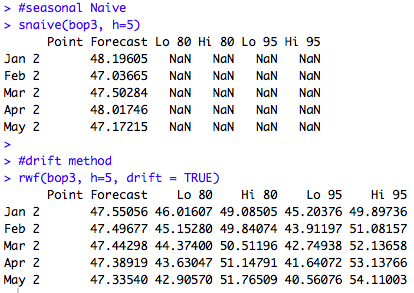 > #seasonal Naive
> snaive(bop3, h=5)
Point Forecast Lo 80 Hi 80 Lo 95 Hi 95
Jan 2 48.19605 NaN NaN NaN NaN
Feb 2 47.03665 NaN NaN NaN NaN
Mar 2 47.50284 NaN NaN NaN NaN
Apr 2 48.01746 NaN NaN NaN NaN
May 2 47.17215 NaN NaN NaN NaN
>
> #drift method
> rwf(bop3, h=5, drift = TRUE)
Point Forecast Lo 80 Hi 80 Lo 95 Hi 95
Jan 2 47.55056 46.01607 49.08505 45.20376 49.89736
Feb 2 47.49677 45.15280 49.84074 43.91197 51.08157
Mar 2 47.44298 44.37400 50.51196 42.74938 52.13658
Apr 2 47.38919 43.63047 51.14791 41.64072 53.13766
May 2 47.33540 42.90570 51.76509 40.56076 54.11003